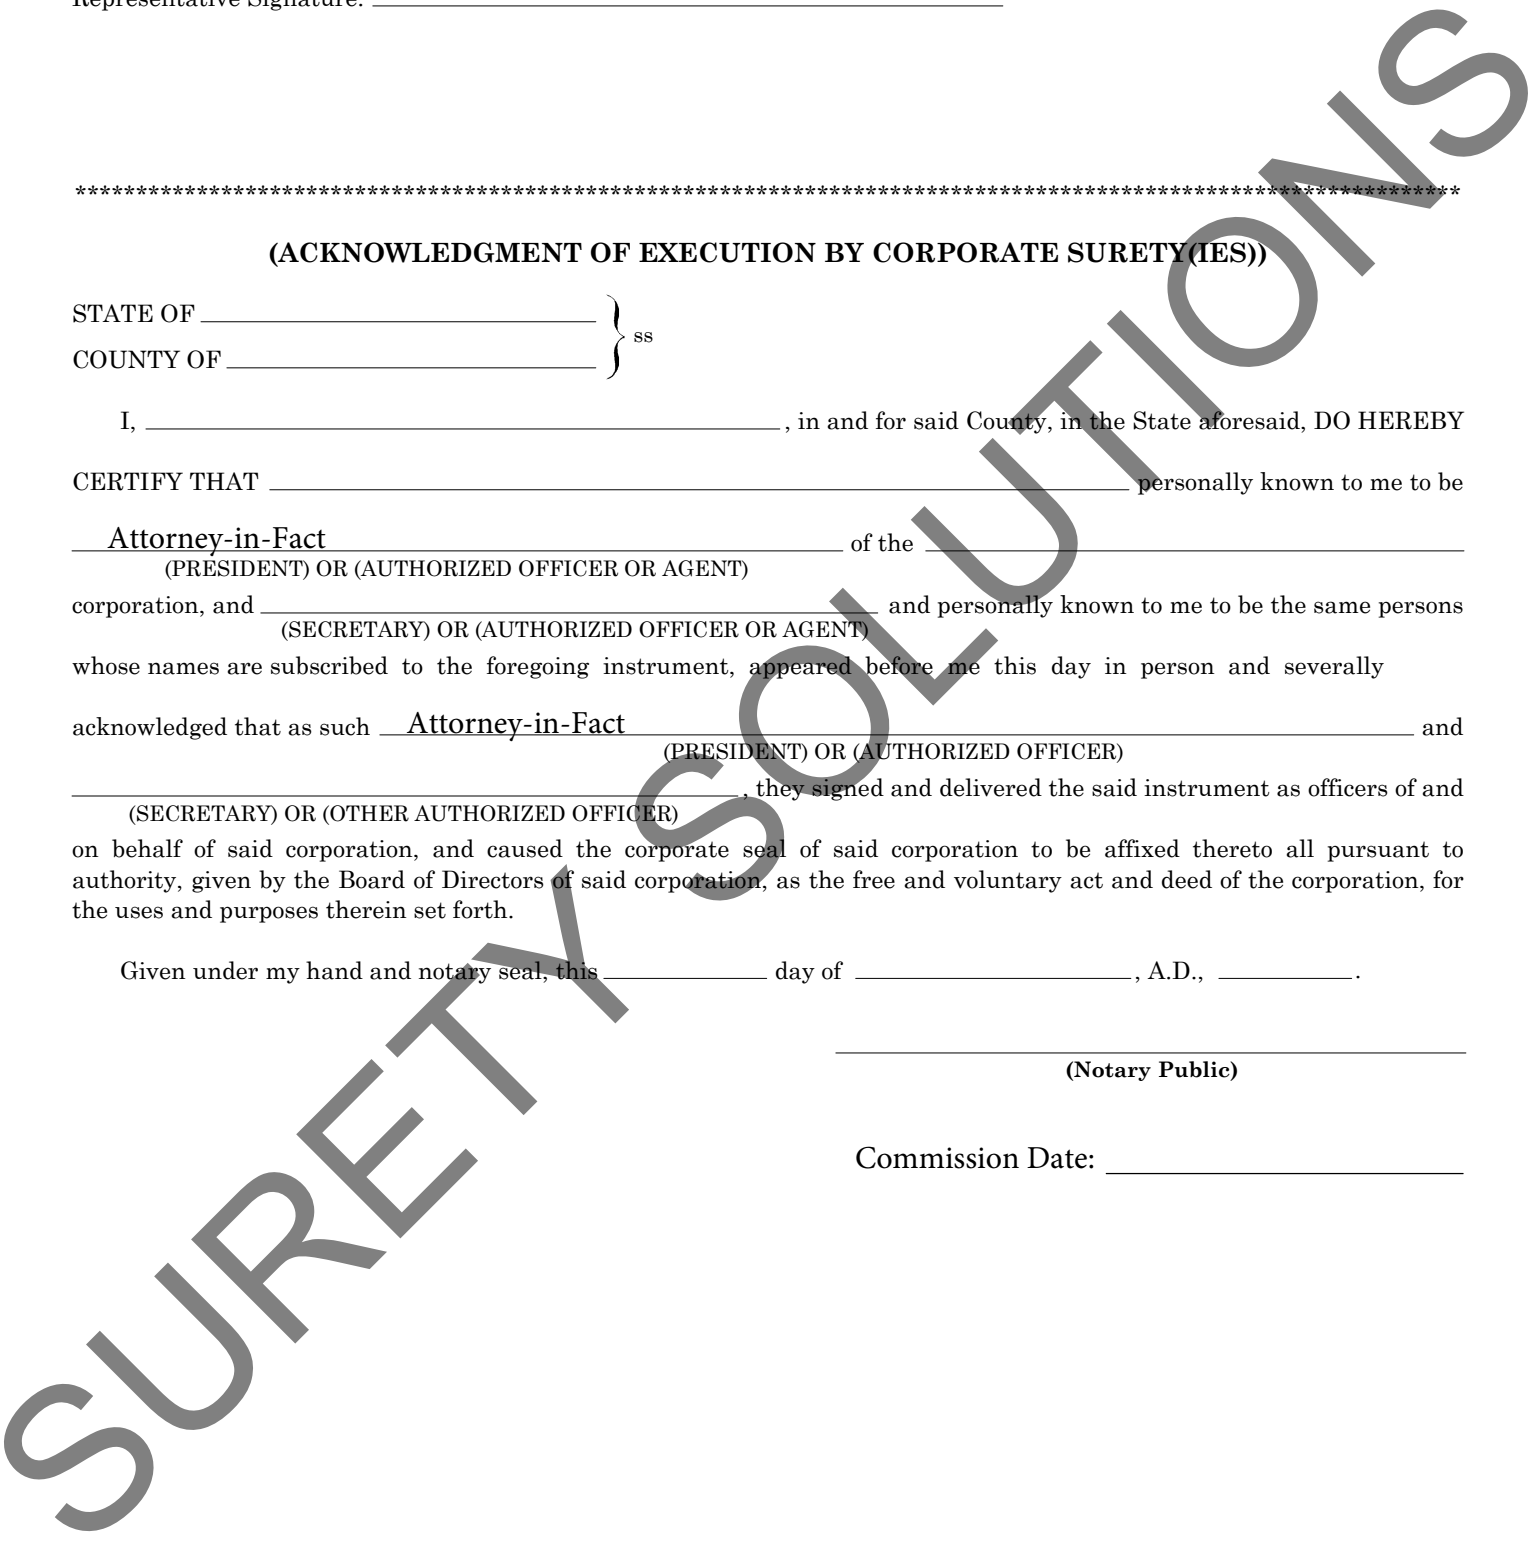 Representative Signature:
******************************************************************************************************************
(ACKNOWLEDGMENT OF EXECUTION BY CORPORATE SURETY(IES))
STATE OF
ss
COUNTY OF
I, , in and for said County, in the State aforesaid, DO HEREBY
CERTIFY THAT personally known to me to be
Attorney-in-Fact of the
(PRESIDENT) OR (AUTHORIZED OFFICER OR AGENT)
corporation, and and personally known to me to be the same persons
(SECRETARY) OR (AUTHORIZED OFFICER OR AGENT)
whose names are subscribed to the foregoing instrument, appeared before me this day in person and severally
acknowledged that as such Attorney-in-Fact and
(PRESIDENT) OR (AUTHORIZED OFFICER)
, they signed and delivered the said instrument as officers of and
(SECRETARY) OR (OTHER AUTHORIZED OFFICER)
on behalf of said corporation, and caused the corporate seal of said corporation to be affixed thereto all pursuant to
authority, given by the Board of Directors of said corporation, as the free and voluntary act and deed of the corporation, for
the uses and purposes therein set forth.
Given under my hand and notary seal, this day of , A.D., .
(Notary Public)
Commission Date:
SURETY SOLUTIONS